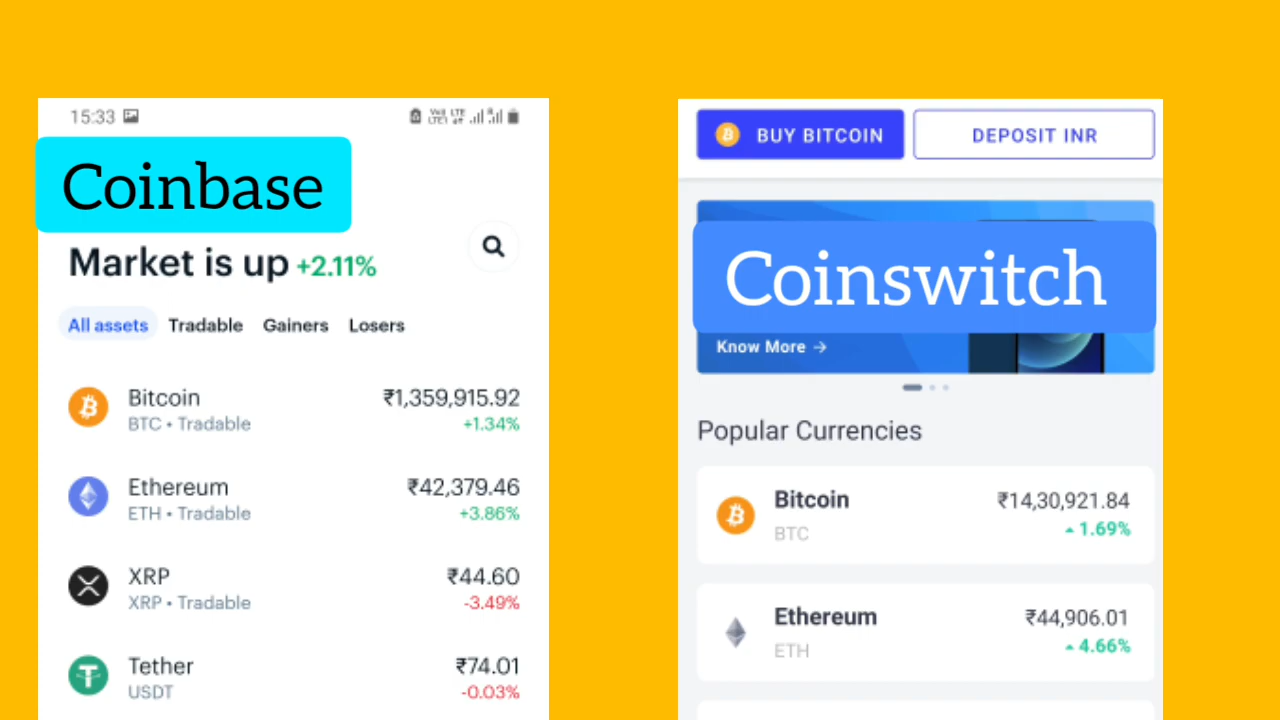 15:33
Coinbase
Market is up +2.11%
All assets Tradable Gainers Losers
Bitcoin ₹1,359,915.92
BTC • Tradable +1.34%
Ethereum ₹42,379.46
ETH • Tradable +3.86%
XRP ₹44.60
XRP • Tradable -3.49%
Tether ₹74.01
USDT -0.03%
BUY BITCOIN DEPOSIT INR
Coinswitch
Know More →
Popular Currencies
Bitcoin ₹14,30,921.84
BTC 1.69%
Ethereum ₹44,906.01
ETH 4.66%